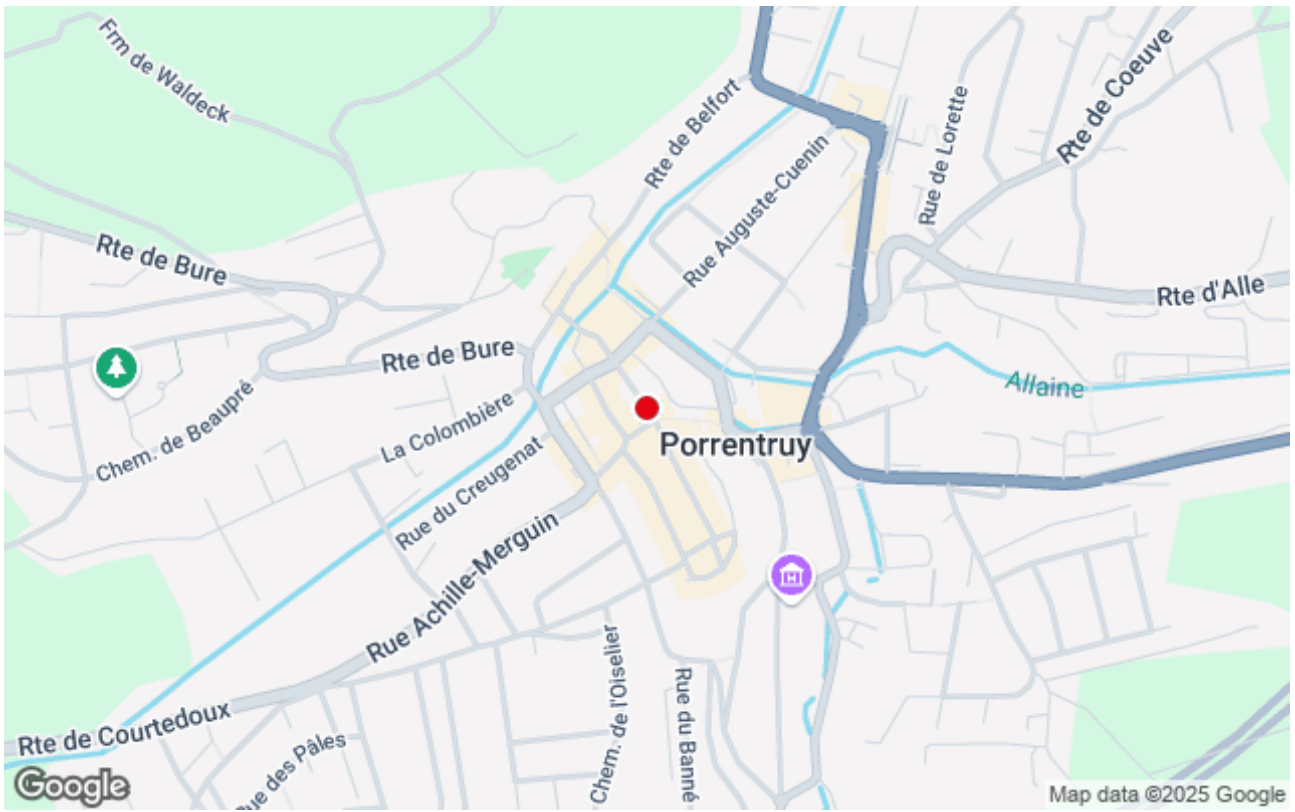 Frm de Waldeck
Rte de Belfort
Rue Auguste-Cuenin
Rue de Lorette
Rte de Coeuve
Rte de Bure
Rte d'Alle
Rte de Bure
Allaine
Chem. de Beaupré
La Colombière
Porrentruy
Rue du Creugenat
Rue Achille-Merguin
Chem. de l'Oiselier
Rue du Banné
Rte de Courtedoux
Rue des Pâles
H
Google
Map data ©2025 Google